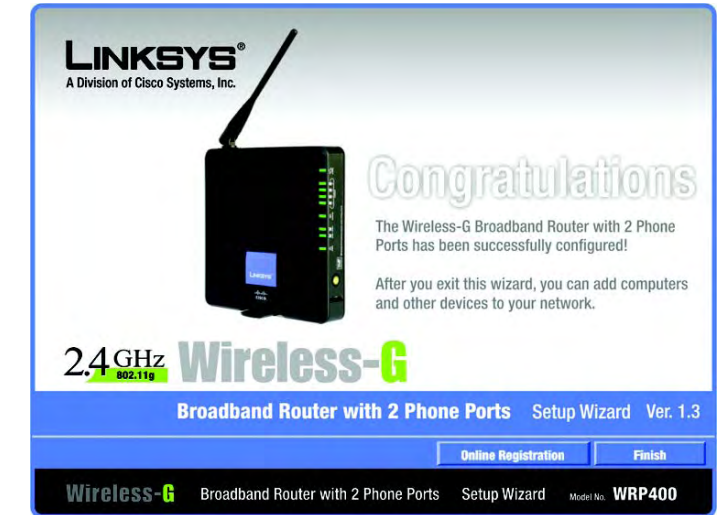 LINKSYS®
A Division of Cisco Systems, Inc.
Congratulations
The Wireless-G Broadband Router with 2 Phone
Ports has been successfully configured!
After you exit this wizard, you can add computers
and other devices to your network.
LINKSYS
CISCO
2.4 GHz
802.11g
Wireless-G
Broadband Router with 2 Phone Ports Setup Wizard Ver. 1.3
Online Registration Finish
Wireless-G Broadband Router with 2 Phone Ports Setup Wizard Model No. WRP400